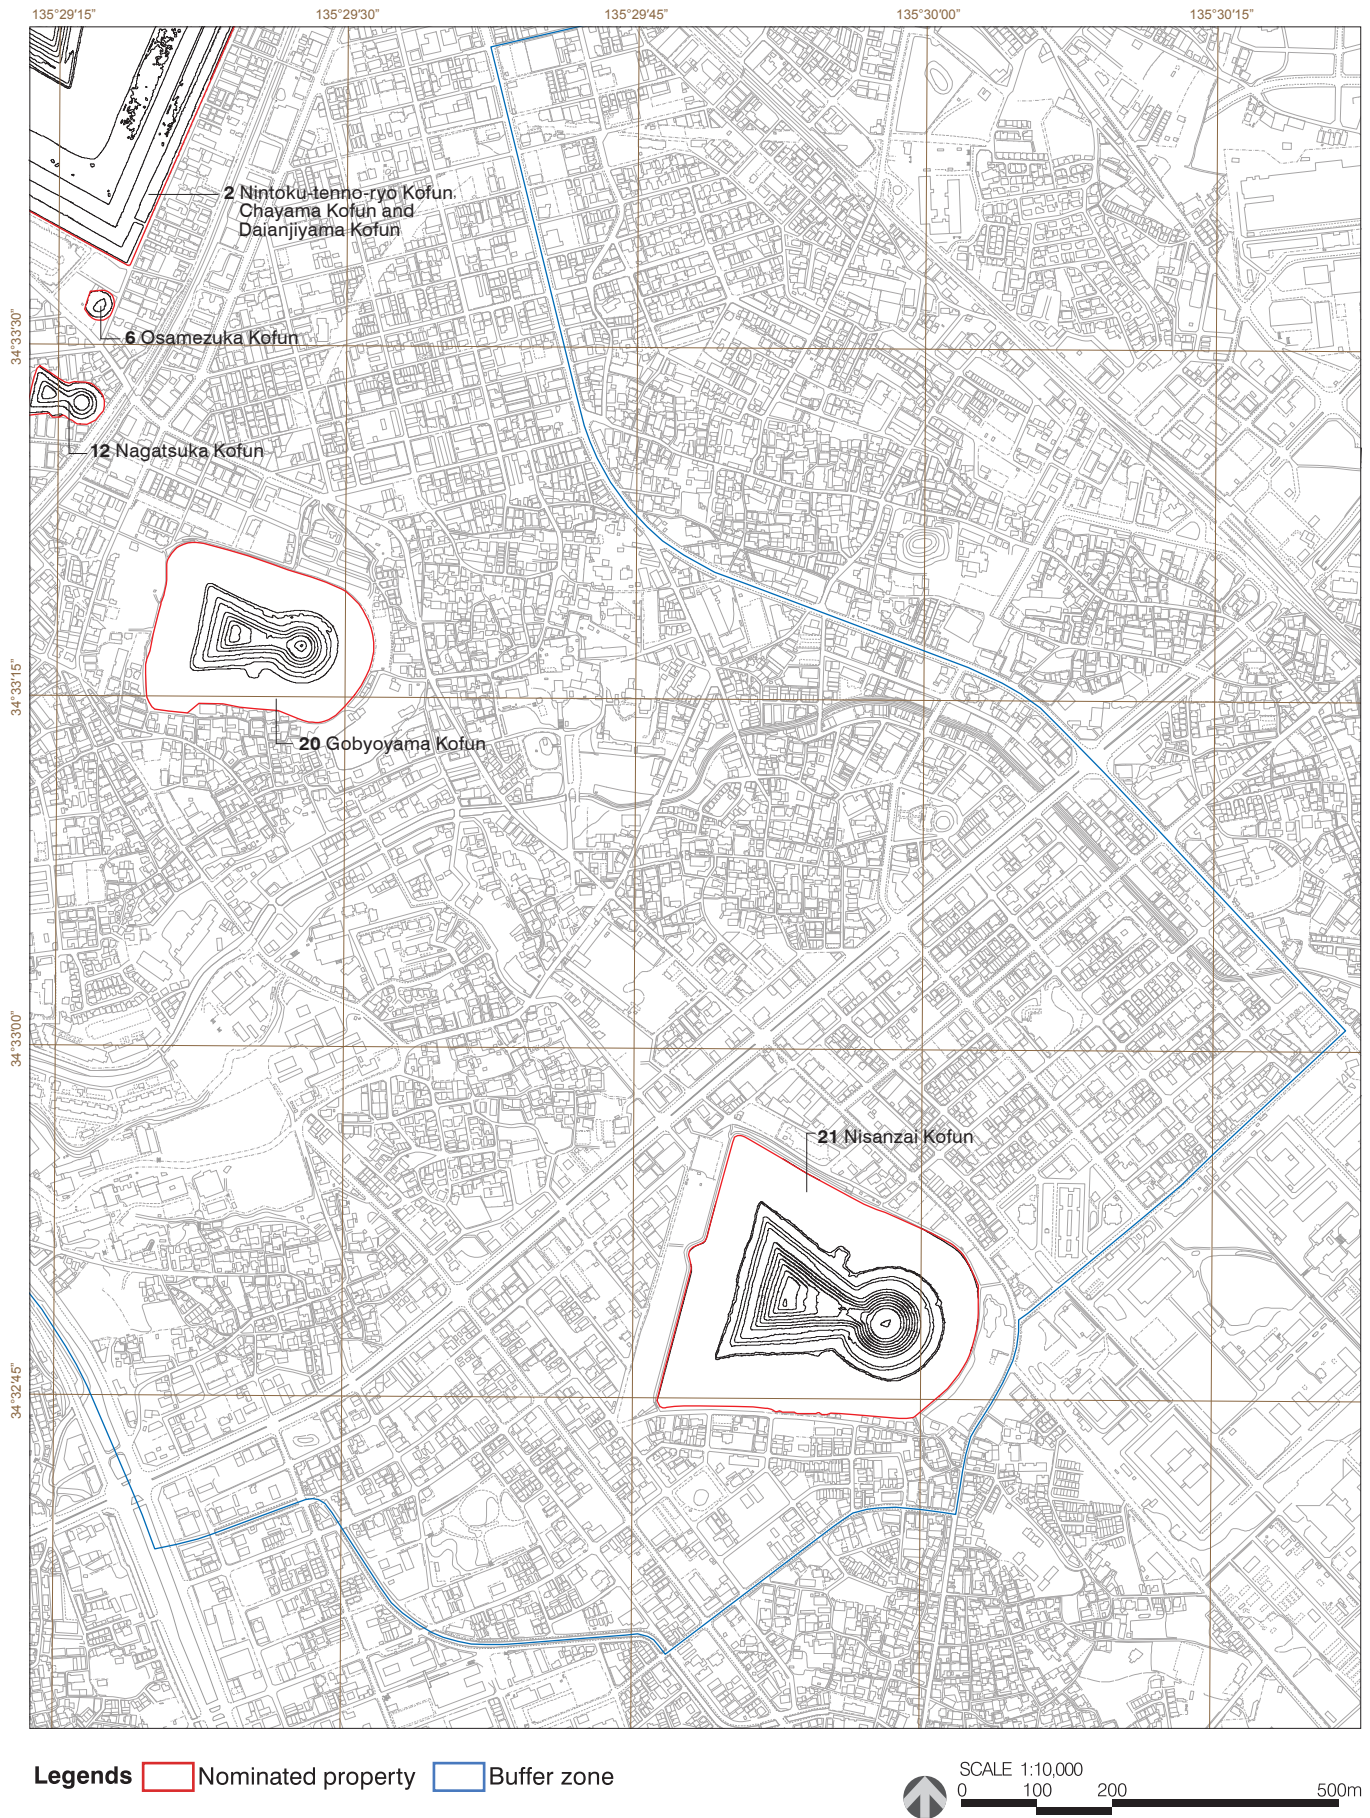 135°29'15"
135°29'30"
135°29'45"
135°30'00"
135°30'15"
2 Nintoku-tenno-ryo Kofun,
Chayama Kofun and
Daianjiyama Kofun
34°33'30"
6 Osamezuka Kofun
12 Nagatsuka Kofun
34°33'15"
20 Gobyoyama Kofun
34°33'00"
21 Nisanzai Kofun
34°32'45"
Legends
Nominated property
Buffer zone
SCALE 1:10,000
0 100 200 500m